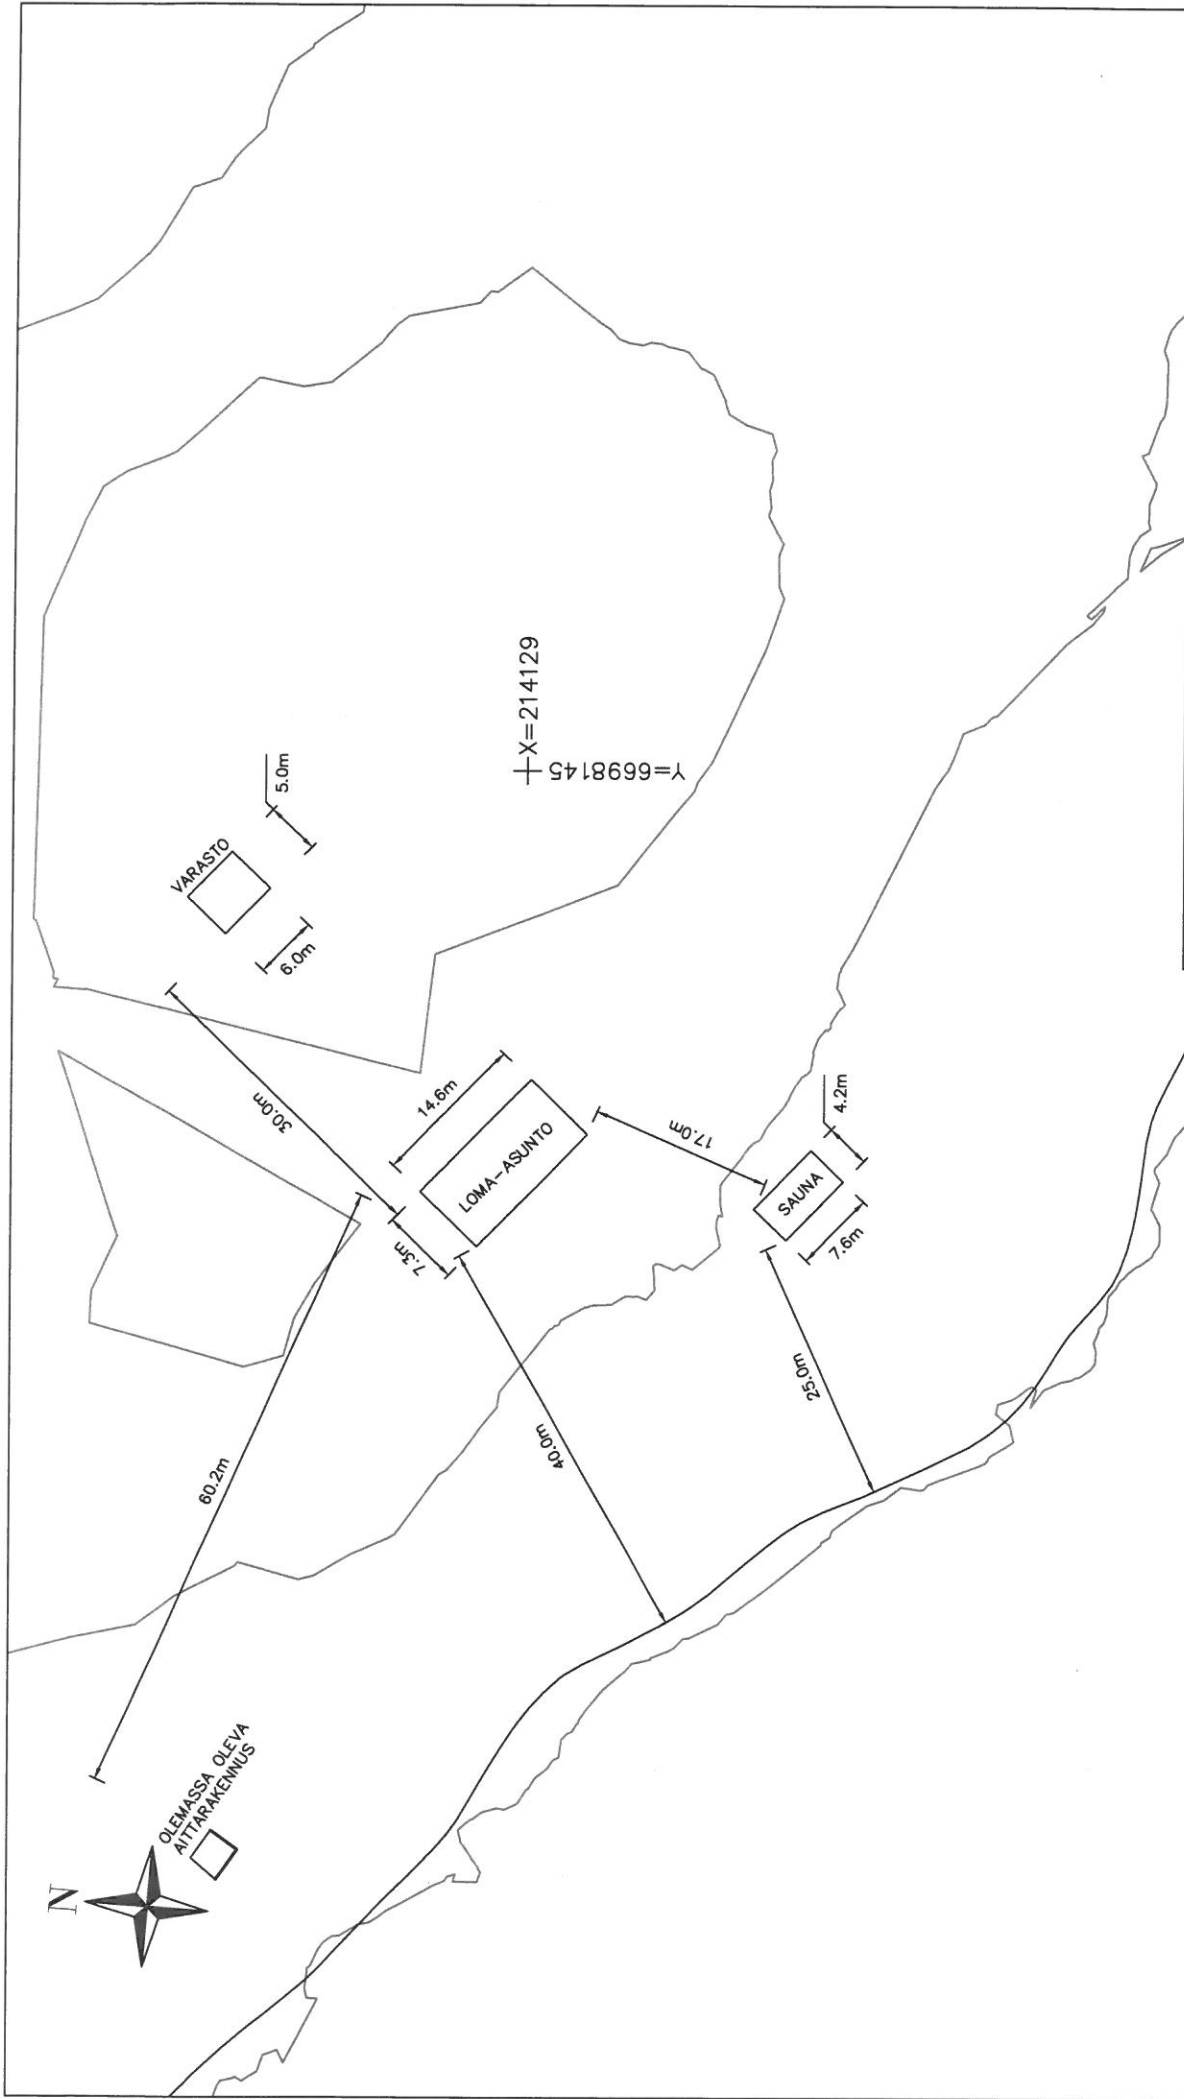 N
OLEMASSA OLEVA
AITTARAKENNUS
60.2m
30.0m
VARASTO
6.0m
5.0m
X=214129
Y=6698145
14.6m
LOMA-ASUNTO
7.3m
17.0m
40.0m
SAUNA
4.2m
7.6m
25.0m